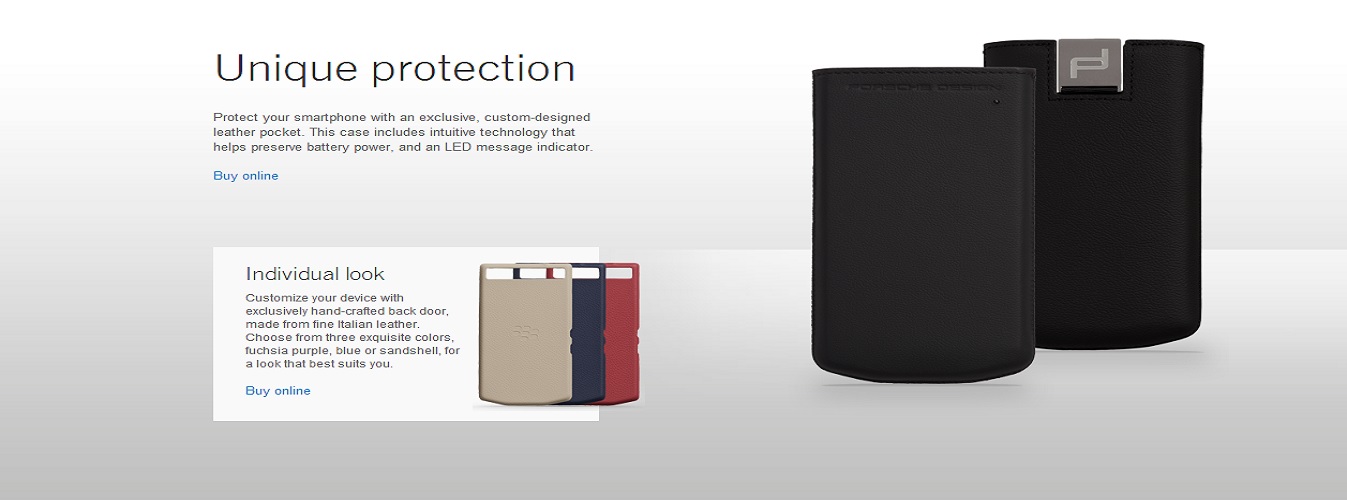 Unique protection
Protect your smartphone with an exclusive, custom-designed
leather pocket. This case includes intuitive technology that
helps preserve battery power, and an LED message indicator.
Buy online
PORSCHE DESIGN
Individual look
Customize your device with
exclusively hand-crafted back door,
made from fine Italian leather.
Choose from three exquisite colors,
fuchsia purple, blue or sandshell, for
a look that best suits you.
Buy online